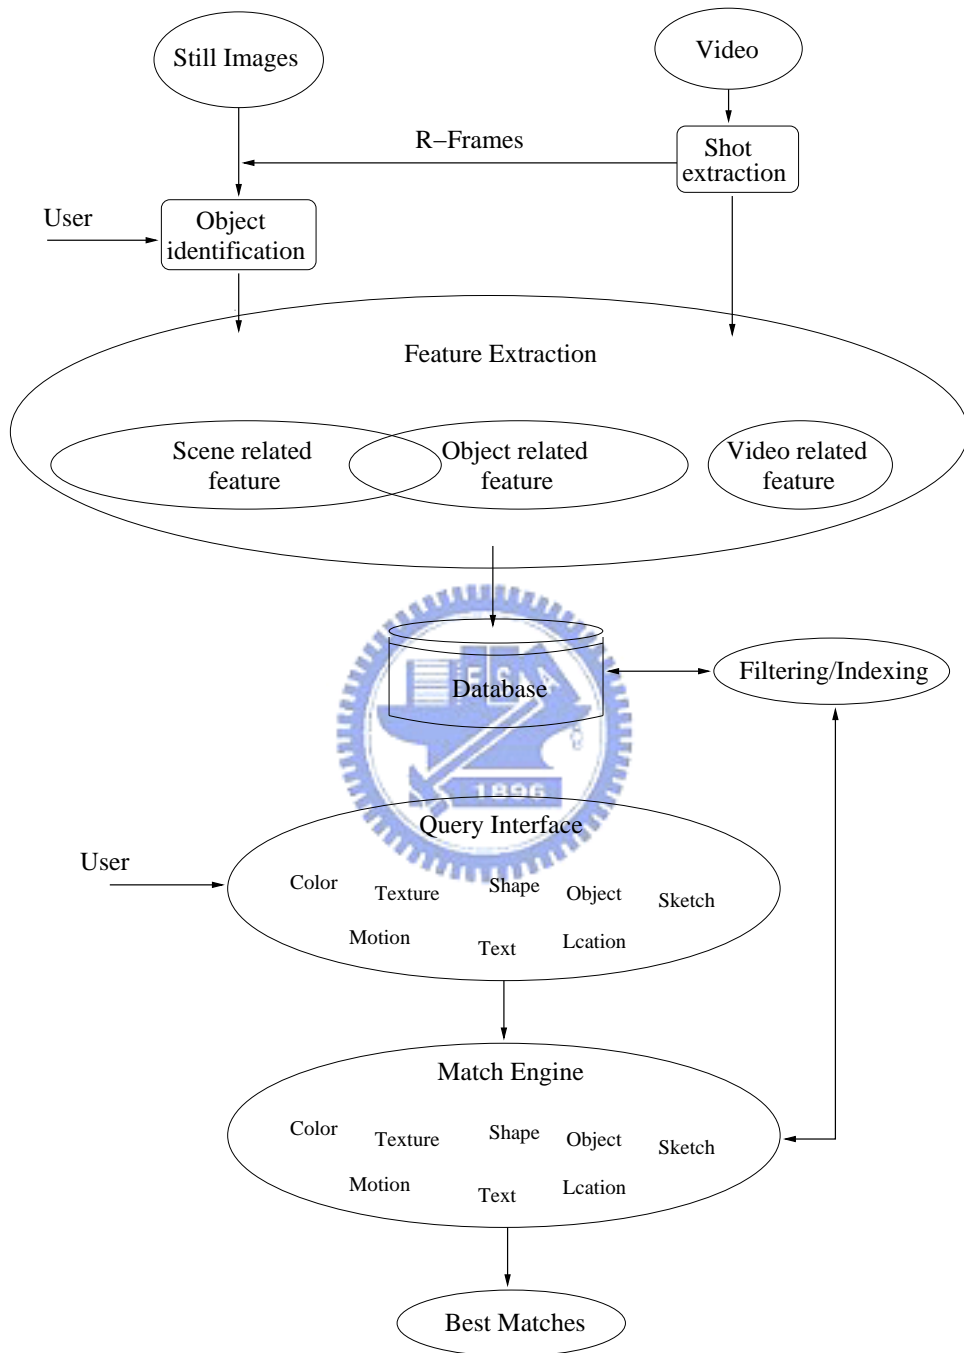 Still Images
Video
R−Frames
Shot
extraction
User
Object
identification
Feature Extraction
Scene related
feature
Object related
feature
Video related
feature
E S A
Database
Filtering/Indexing
1896
Query Interface
User
Color
Texture
Shape
Object
Sketch
Motion
Text
Lcation
Match Engine
Color
Texture
Shape
Object
Sketch
Motion
Text
Lcation
Best Matches